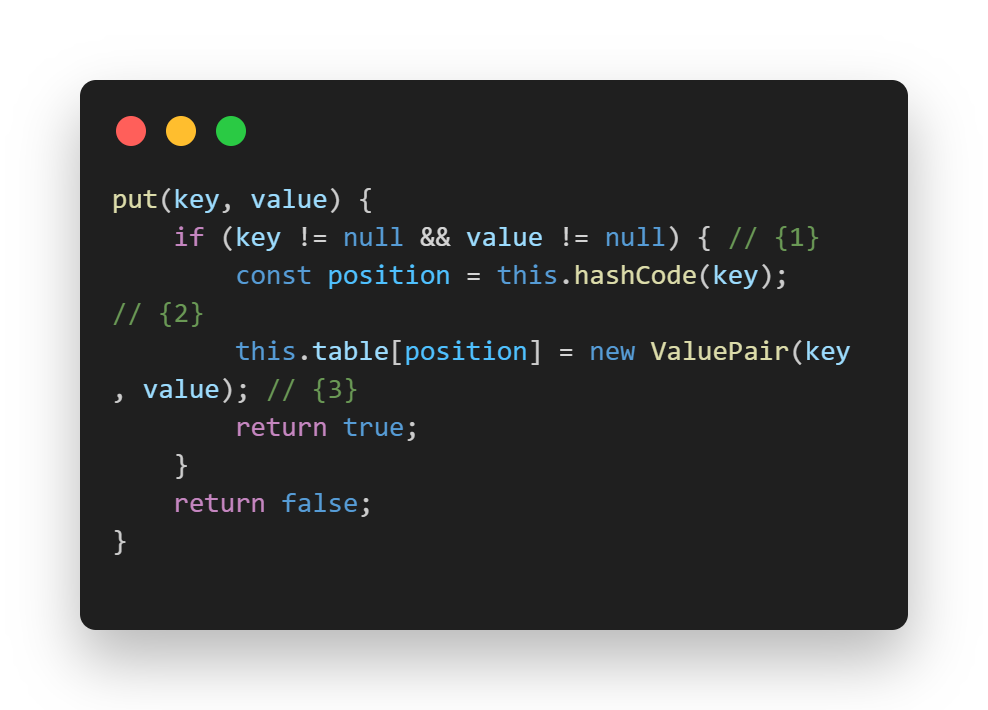 put(key, value) {
    if (key != null && value != null) { // {1}
        const position = this.hashCode(key);
// {2}
        this.table[position] = new ValuePair(key
, value); // {3}
        return true;
    }
    return false;
}